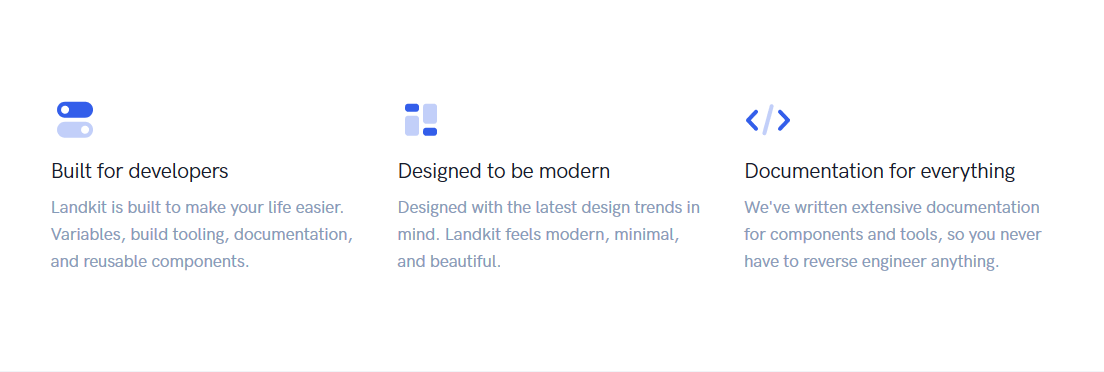 Built for developers
Landkit is built to make your life easier.
Variables, build tooling, documentation,
and reusable components.
Designed to be modern
Designed with the latest design trends in
mind. Landkit feels modern, minimal,
and beautiful.
Documentation for everything
We've written extensive documentation
for components and tools, so you never
have to reverse engineer anything.